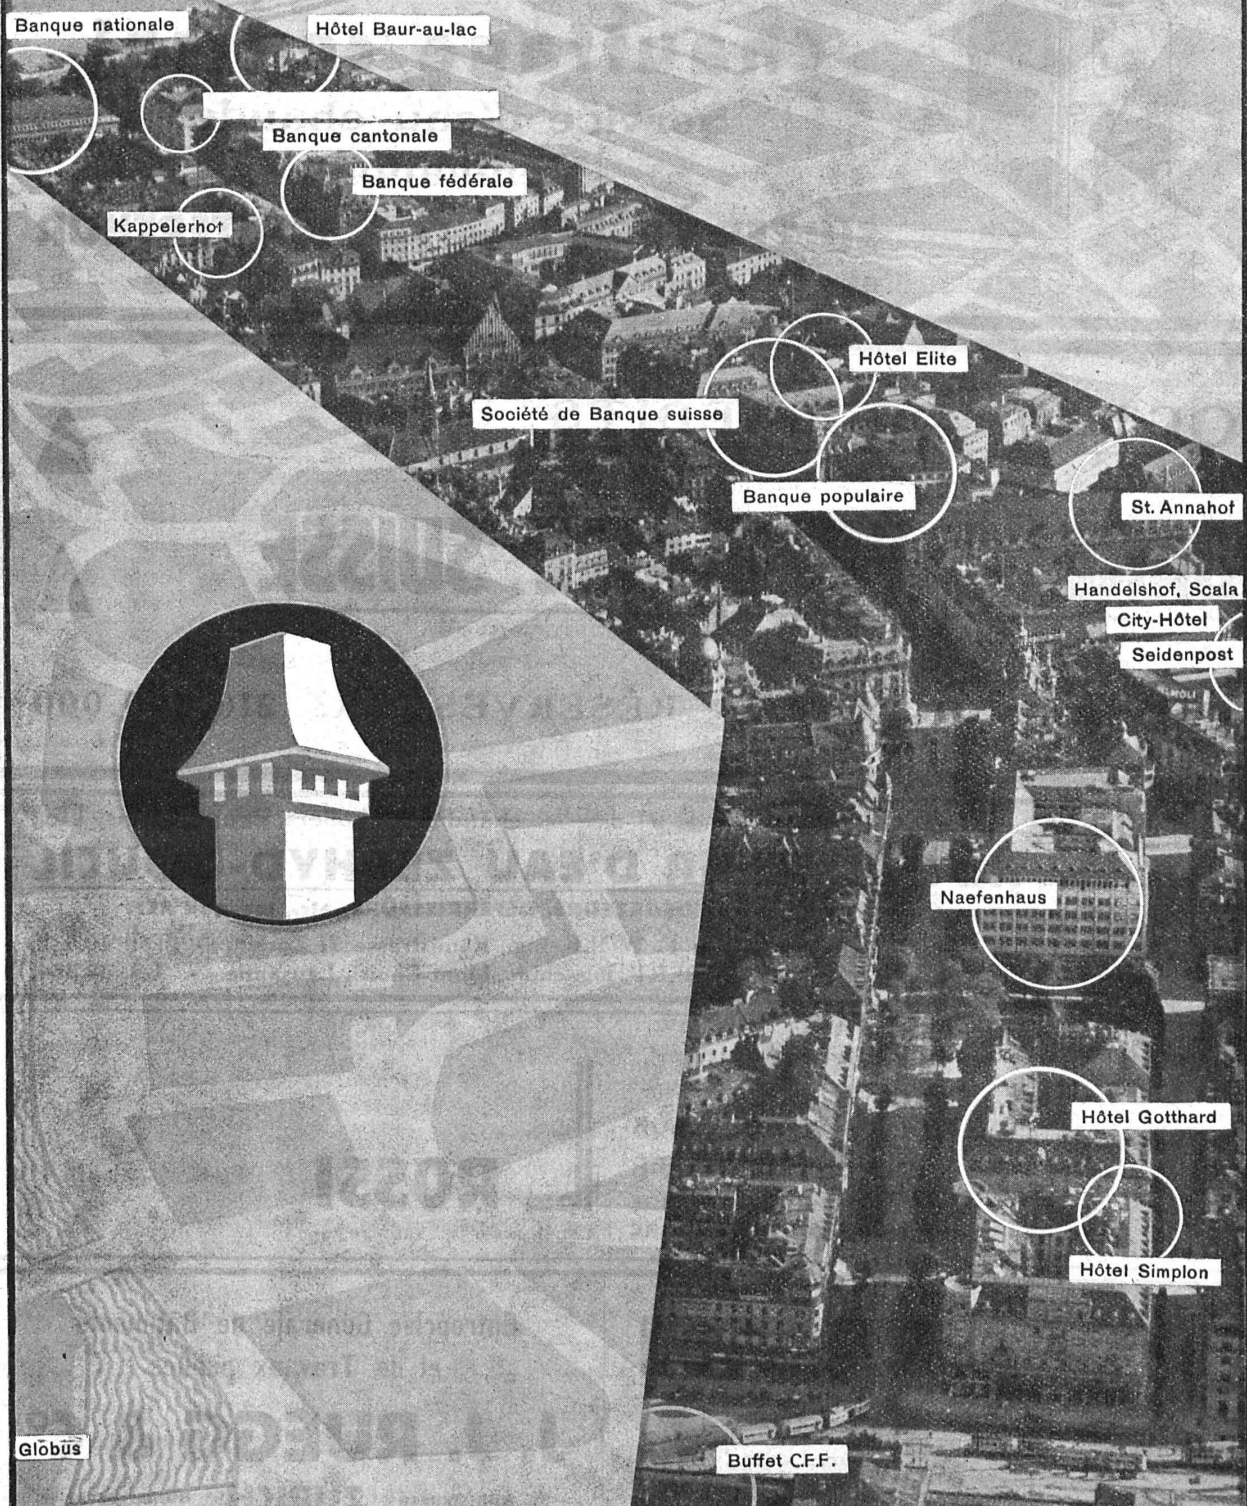 Banque nationale
Hôtel Baur-au-lac
Banque cantonale
Banque fédérale
Kappelerhof
Hôtel Elite
Société de Banque suisse
Banque populaire
St. Annahof
Handelshof, Scala
City-Hôtel
Seidenpost
Naefenhaus
Hôtel Gotthard
Hôtel Simplon
Globus
Buffet C.F.F.